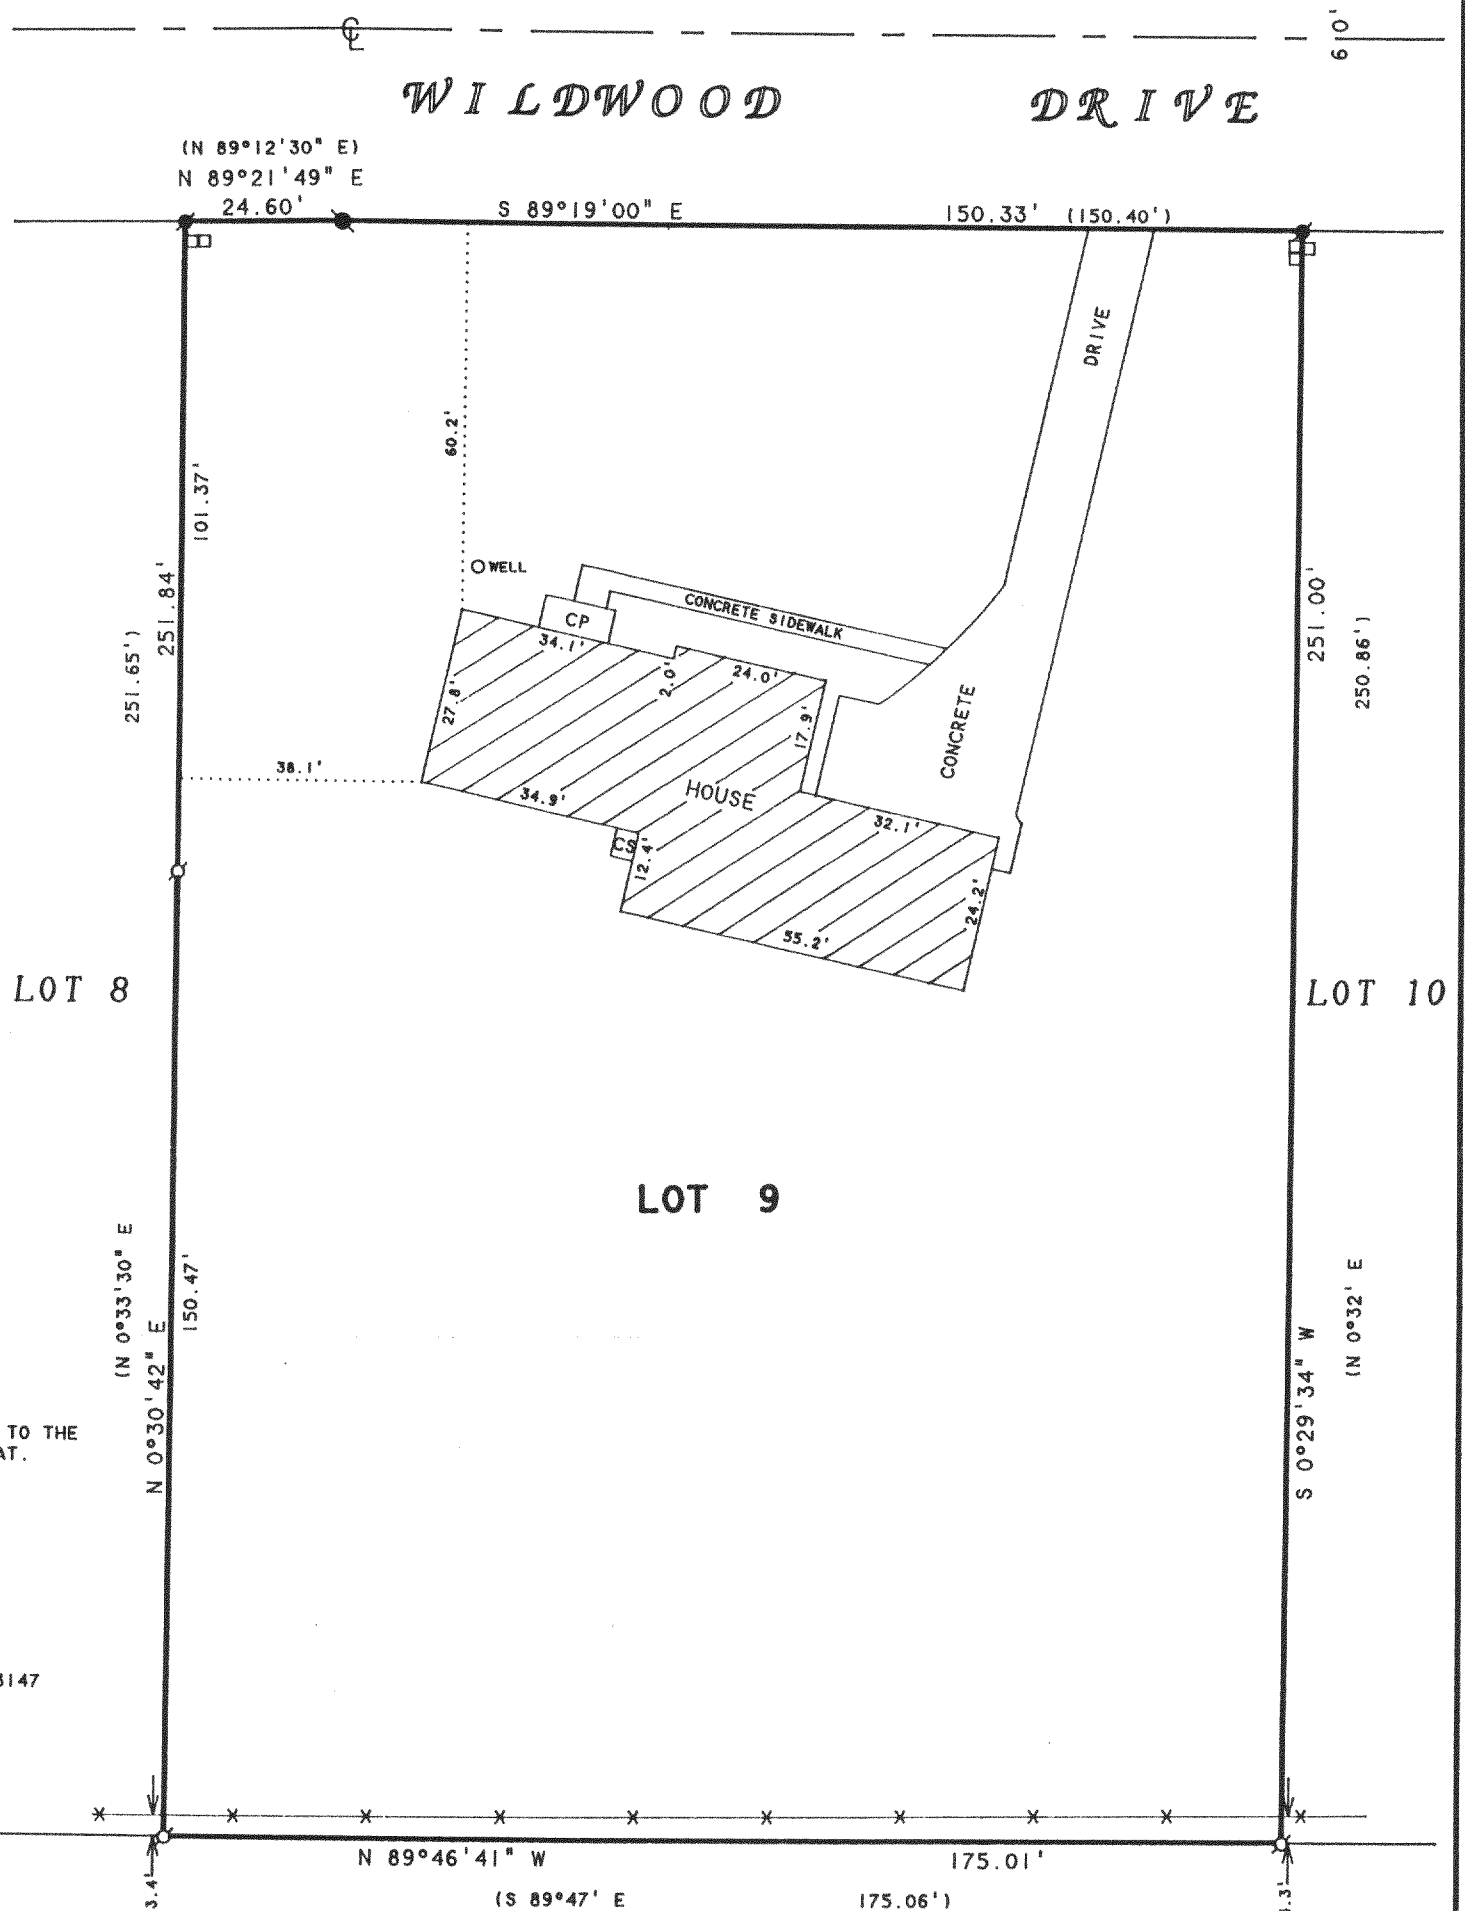 ℄
60'
WILDWOOD DRIVE
(N 89°12'30" E)
N 89°21'49" E
24.60'
S 89°19'00" E
150.33' (150.40')
DRIVE
60.2'
101.37'
251.84'
251.65')
WELL
CONCRETE SIDEWALK
CP
34.1'
2.0'
24.0'
27.8'
17.9'
CONCRETE
251.00'
250.86')
38.1'
34.9'
HOUSE
32.1'
CS
12.4'
24.2'
55.2'
LOT 8
LOT 10
LOT 9
(N 0°33'30" E
N 0°30'42" E
150.47'
S 0°29'34" W
(N 0°32' E
TO THE
AT.
3147
N 89°46'41" W
175.01'
3.4'
(S 89°47' E
175.06')
.3'